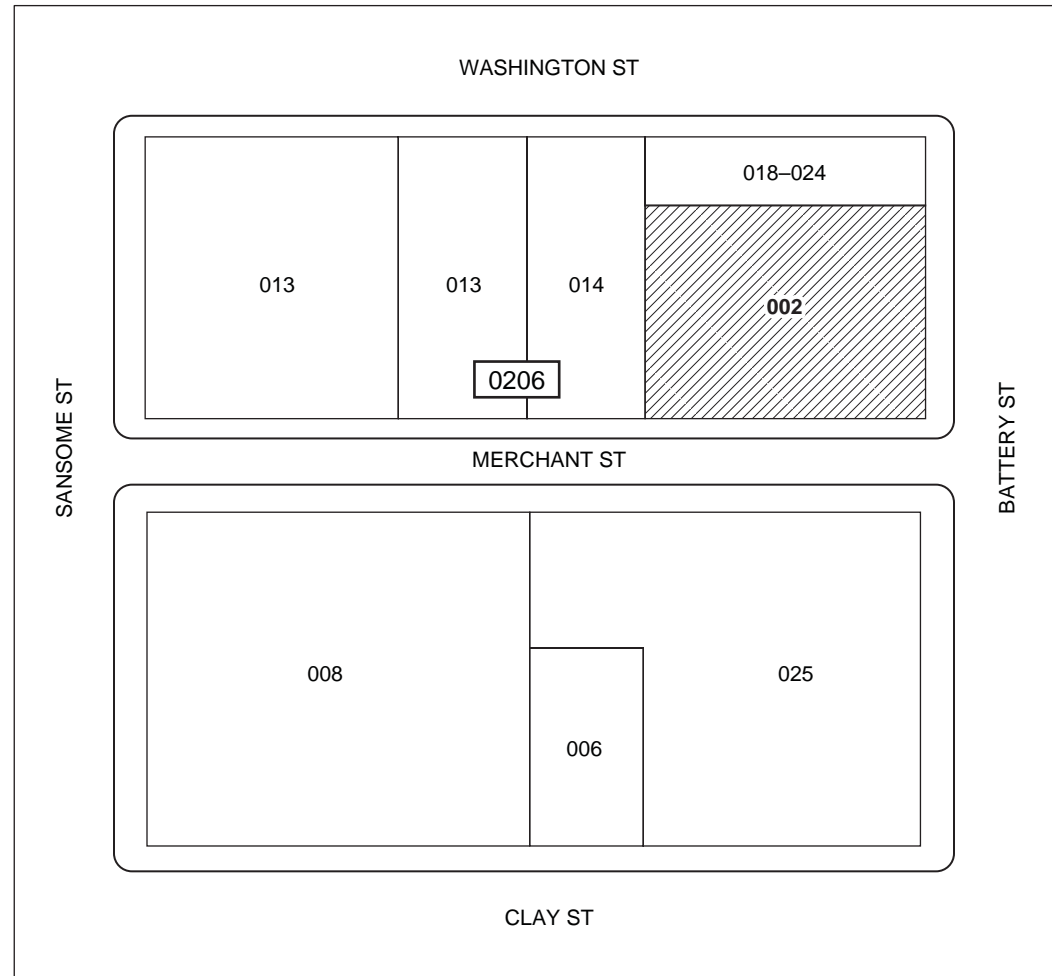 WASHINGTON ST
018–024
013
013
014
002
0206
SANSOME ST
MERCHANT ST
BATTERY ST
008
025
006
CLAY ST